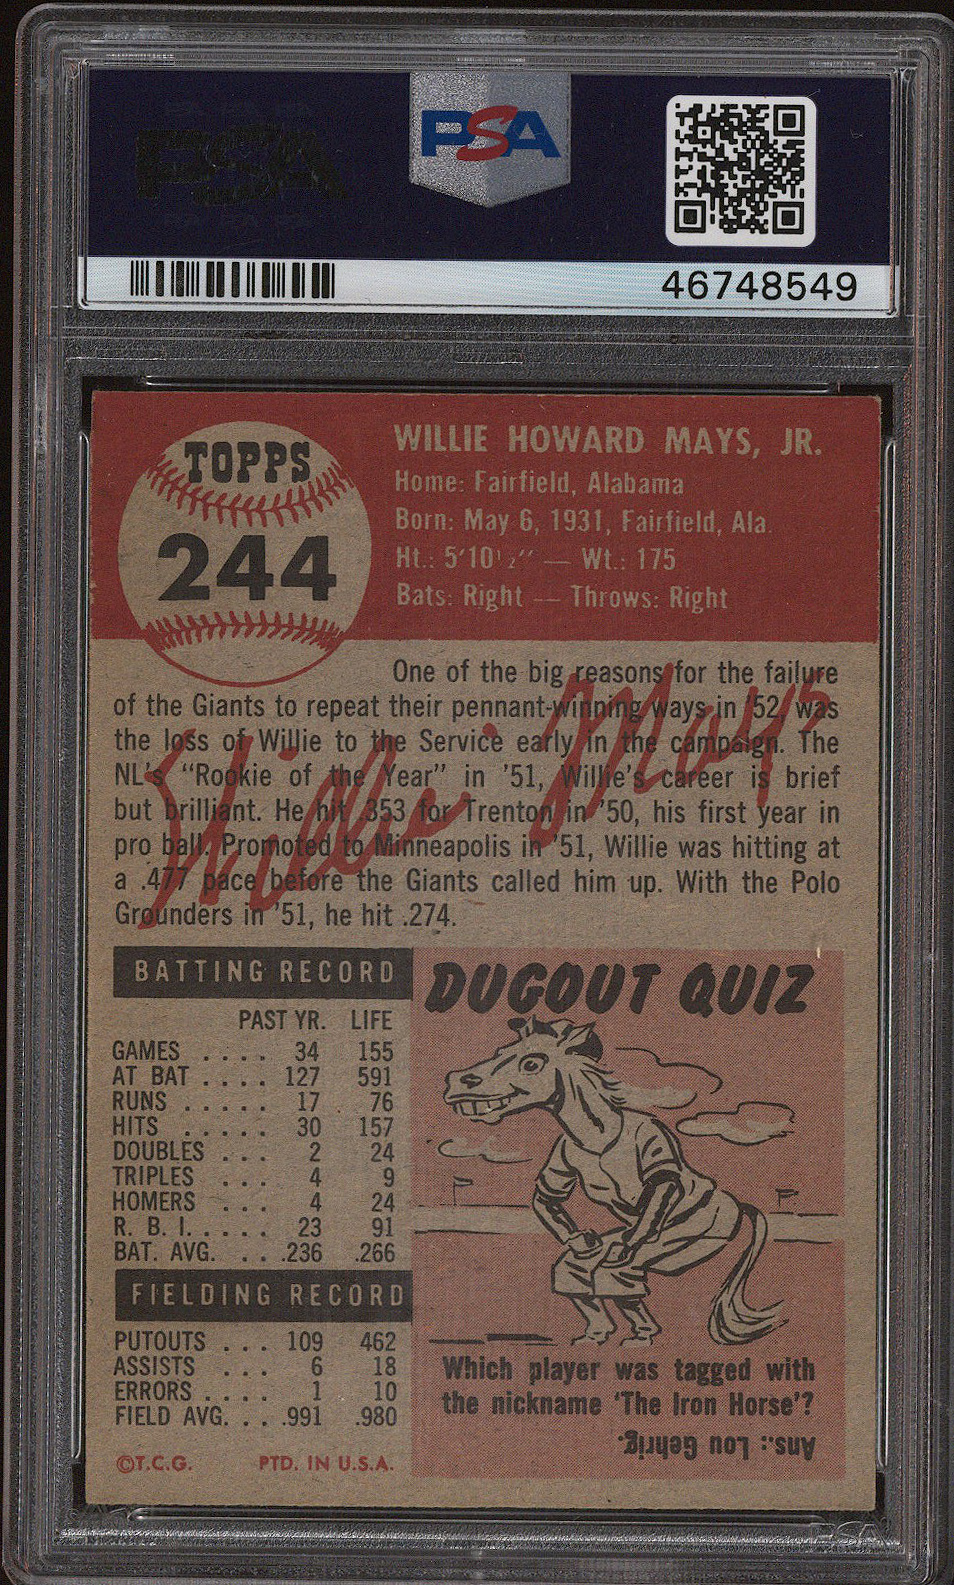 PSA
46748549
TOPPS
244
WILLIE HOWARD MAYS, JR.
Home: Fairfield, Alabama
Born: May 6, 1931, Fairfield, Ala.
Ht.: 5'10½" — Wt.: 175
Bats: Right — Throws: Right
One of the big reasons for the failure
of the Giants to repeat their pennant-winning ways in '52, was
the loss of Willie to the Service early in the campaign. The
NL's "Rookie of the Year" in '51, Willie's career is brief
but brilliant. He hit .353 for Trenton in '50, his first year in
pro ball. Promoted to Minneapolis in '51, Willie was hitting at
a .477 pace before the Giants called him up. With the Polo
Grounders in '51, he hit .274.
Willie Mays
BATTING RECORD
PAST YR. LIFE
GAMES . . . . 34 155
AT BAT . . . . 127 591
RUNS . . . . . 17 76
HITS . . . . . 30 157
DOUBLES . . . 2 24
TRIPLES . . . 4 9
HOMERS . . . 4 24
R. B. I. . . . . 23 91
BAT. AVG. . . .236 .266
FIELDING RECORD
PUTOUTS . . . 109 462
ASSISTS . . . 6 18
ERRORS . . . . 1 10
FIELD AVG. . . .991 .980
©T.C.G. PTD. IN U.S.A.
DUGOUT QUIZ
Which player was tagged with
the nickname 'The Iron Horse'?
Ans.: Lou Gehrig.
PSA